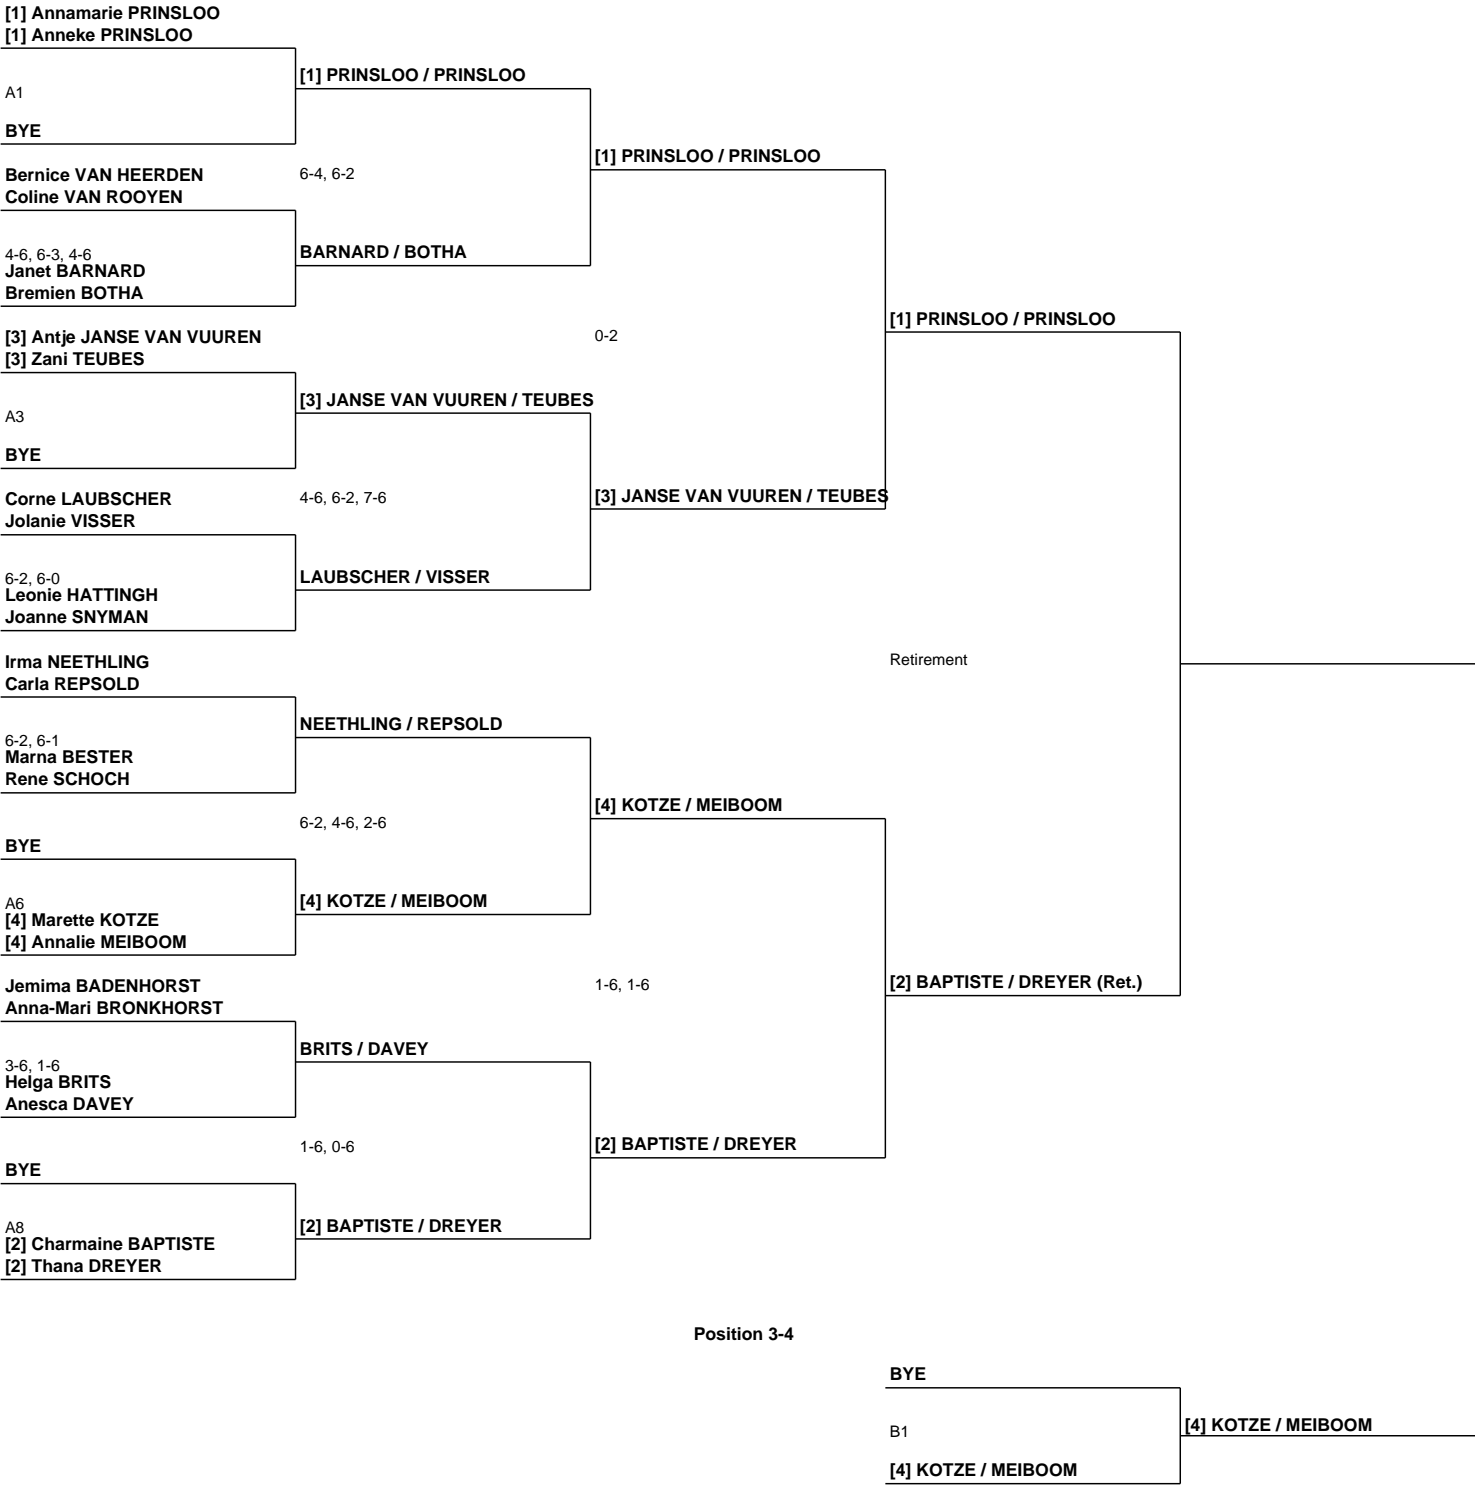 [1] Annamarie PRINSLOO
[1] Anneke PRINSLOO
[1] PRINSLOO / PRINSLOO
A1
BYE
[1] PRINSLOO / PRINSLOO
Bernice VAN HEERDEN
6-4, 6-2
Coline VAN ROOYEN
4-6, 6-3, 4-6
BARNARD / BOTHA
Janet BARNARD
Bremien BOTHA
[1] PRINSLOO / PRINSLOO
[3] Antje JANSE VAN VUUREN
0-2
[3] Zani TEUBES
[3] JANSE VAN VUUREN / TEUBES
A3
BYE
Corne LAUBSCHER
4-6, 6-2, 7-6
[3] JANSE VAN VUUREN / TEUBES
Jolanie VISSER
6-2, 6-0
LAUBSCHER / VISSER
Leonie HATTINGH
Joanne SNYMAN
Irma NEETHLING
Retirement
Carla REPSOLD
NEETHLING / REPSOLD
6-2, 6-1
Marna BESTER
Rene SCHOCH
[4] KOTZE / MEIBOOM
6-2, 4-6, 2-6
BYE
A6
[4] KOTZE / MEIBOOM
[4] Marette KOTZE
[4] Annalie MEIBOOM
Jemima BADENHORST
1-6, 1-6
[2] BAPTISTE / DREYER (Ret.)
Anna-Mari BRONKHORST
BRITS / DAVEY
3-6, 1-6
Helga BRITS
Anesca DAVEY
1-6, 0-6
[2] BAPTISTE / DREYER
BYE
A8
[2] BAPTISTE / DREYER
[2] Charmaine BAPTISTE
[2] Thana DREYER
Position 3-4
BYE
B1
[4] KOTZE / MEIBOOM
[4] KOTZE / MEIBOOM